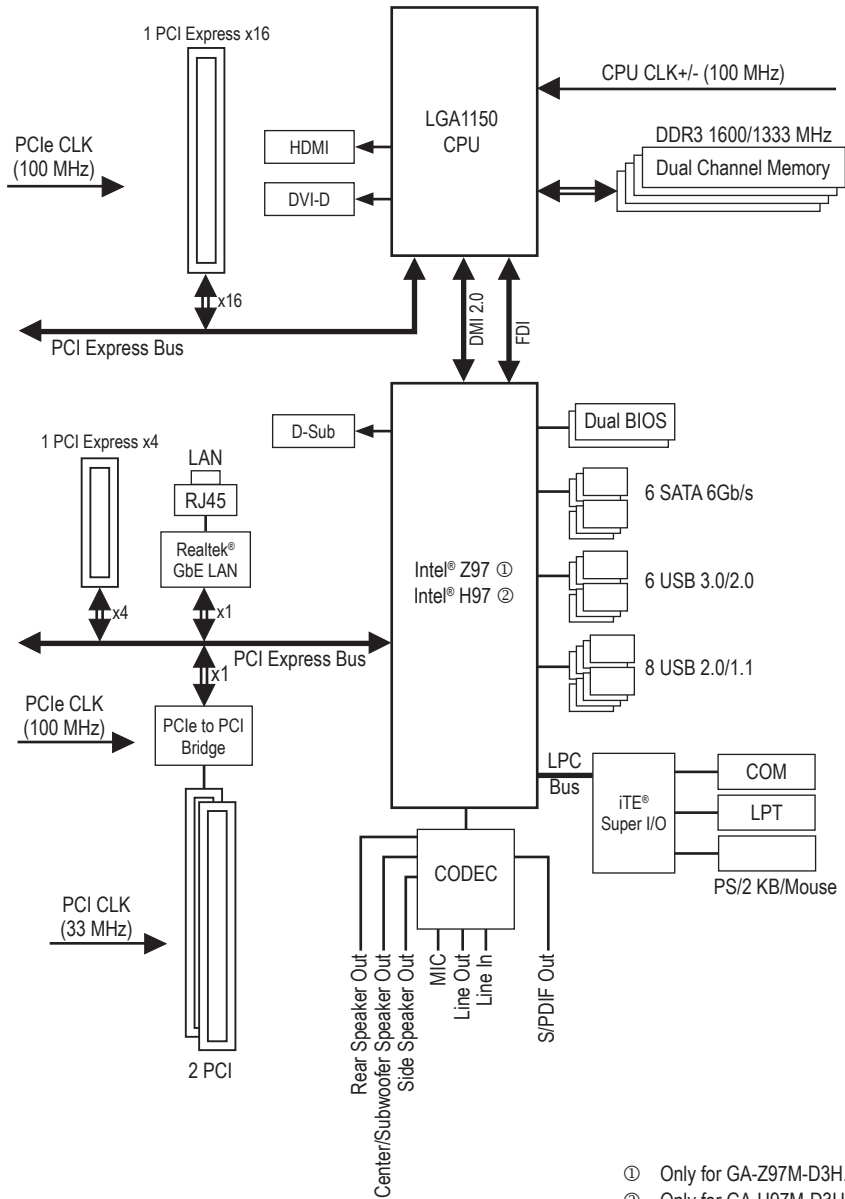 1 PCI Express x16
CPU CLK+/- (100 MHz)
LGA1150
CPU
DDR3 1600/1333 MHz
Dual Channel Memory
PCIe CLK
(100 MHz)
HDMI
DVI-D
x16
PCI Express Bus
DMI 2.0
FDI
D-Sub
Dual BIOS
1 PCI Express x4
LAN
RJ45
6 SATA 6Gb/s
Realtek®
GbE LAN
Intel® Z97 ①
Intel® H97 ②
6 USB 3.0/2.0
x4
x1
PCI Express Bus
8 USB 2.0/1.1
x1
PCIe CLK
(100 MHz)
PCIe to PCI
Bridge
LPC
Bus
iTE®
Super I/O
COM
LPT
PS/2 KB/Mouse
CODEC
PCI CLK
(33 MHz)
2 PCI
Rear Speaker Out
Center/Subwoofer Speaker Out
Side Speaker Out
MIC
Line Out
Line In
S/PDIF Out
① Only for GA-Z97M-D3H.
② Only for GA-H97M-D3H